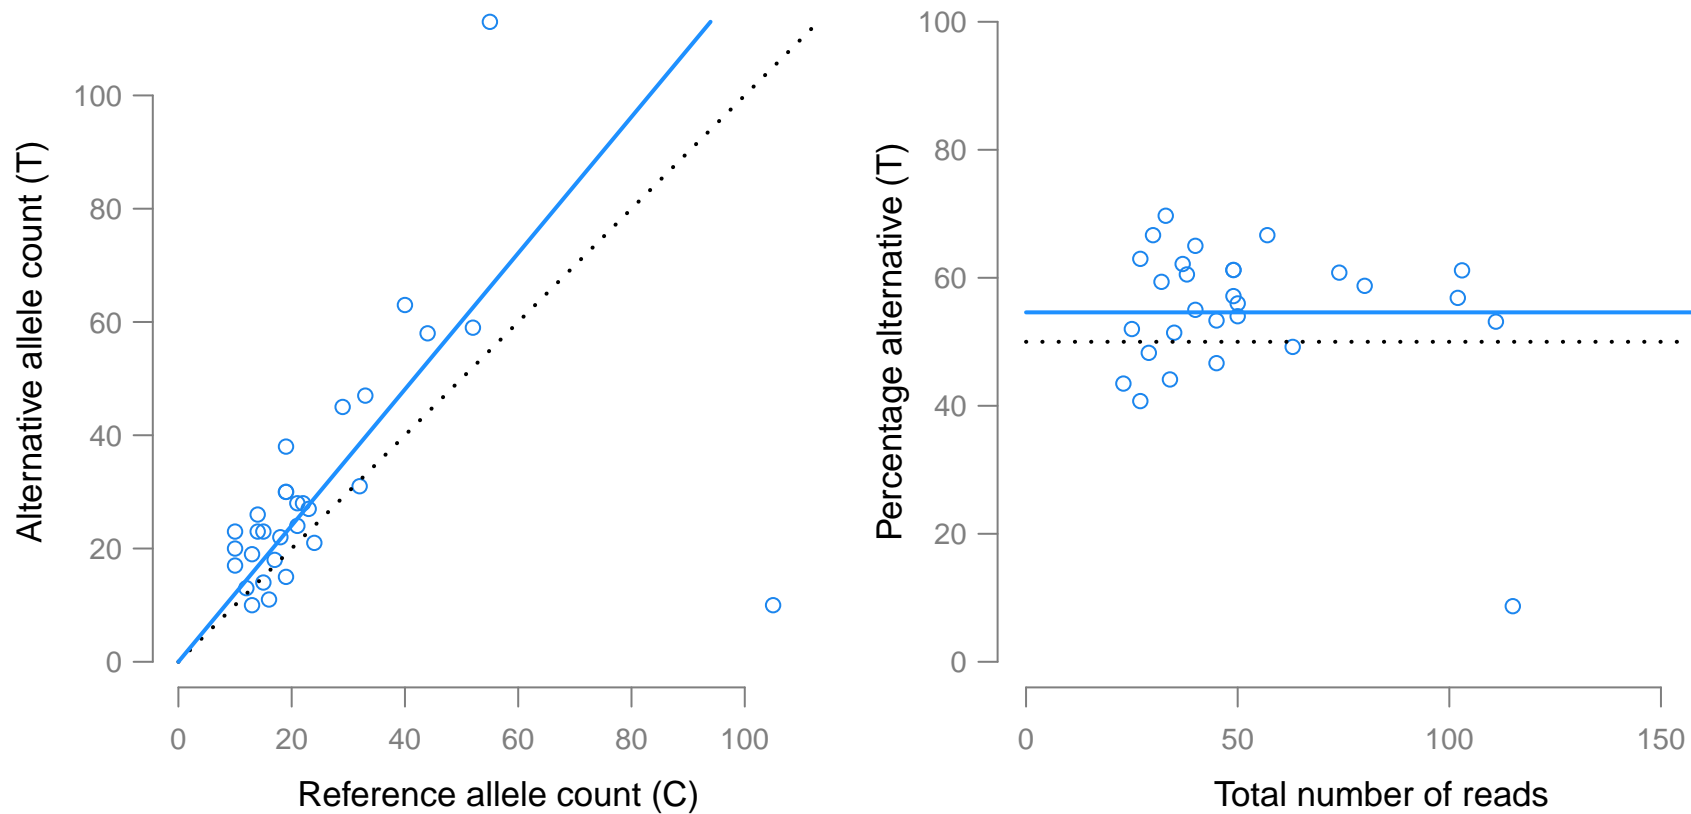 Alternative allele count (T)
100
80
60
40
20
0
0 20 40 60 80 100
Reference allele count (C)
Percentage alternative (T)
100
80
60
40
20
0
0 50 100 150
Total number of reads